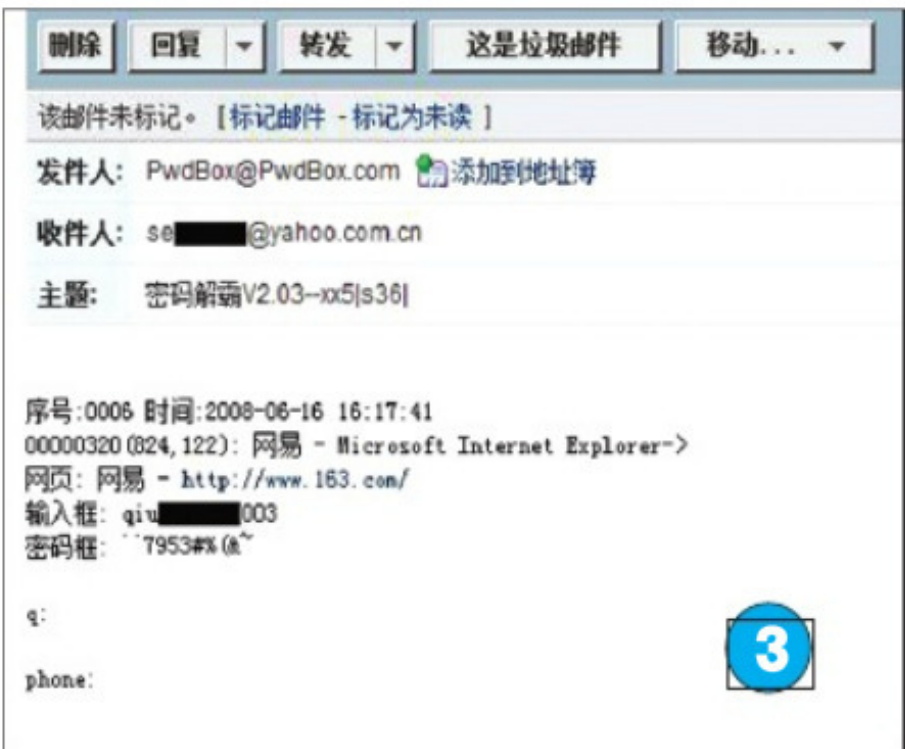 删除 回复 转发 这是垃圾邮件 移动...
该邮件未标记。 [标记邮件 - 标记为未读 ]
发件人: PwdBox@PwdBox.com 添加到地址簿
收件人: se @yahoo.com.cn
主题: 密码解霸V2.03--xx5|s36|
序号:0006 时间:2008-06-16 16:17:41
00000320(824,122): 网易 - Microsoft Internet Explorer->
网页: 网易 - http://www.163.com/
输入框: qiu 003
密码框: ``7953#%(&~
q:
phone:
3